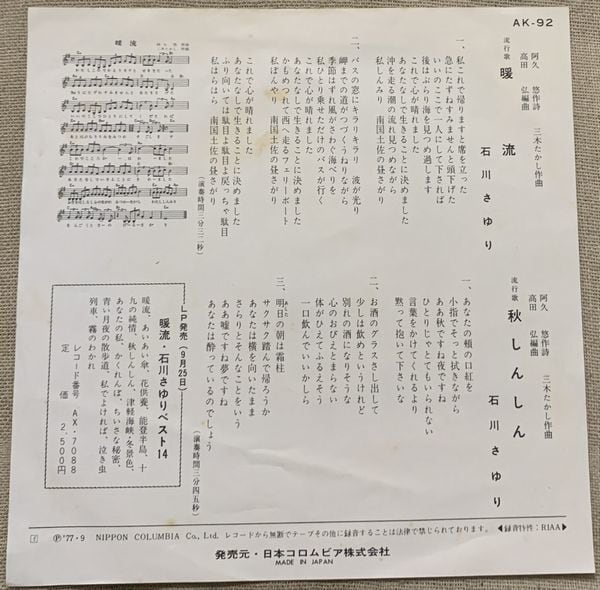 AK-92
暖流
阿久 悠作詩
高田 弘編曲
三木たかし作曲
流行歌
暖流
石川さゆり
一、私これで帰りますと席を立った
急にたずねすみませんと頭下げた
いいのここで一人にして下されば
後はぶらり海を見つめ過します
これで心が晴れました
あなたなしで生きることに決めました
沖を走る潮の流れ見つめながら
私しんみり 南国土佐の昼さがり
二、バスの窓にキラリキラリ 波が光り
岬までの道がつづくうねりながら
季節はずれ風がさわぐ海べりを
私ひとり乗せただけのバスが行く
これで心が晴れました
あなたなしで生きることに決めました
かもめつれて西へ走るフェリーボート
私ぼんやり 南国土佐の昼さがり
これで心が晴れました
あなたなしで生きることに決めました
ふり向いては駄目よ駄目よ戻っちゃ駄目
私はらはら 南国土佐の昼さがり
(演奏時間三分三二秒)
阿久 悠作詩
高田 弘編曲
三木たかし作曲
流行歌
秋しんしん
石川さゆり
一、あなたの頰の口紅を
小指でそっと拭きながら
ああ秋ですね夜ですね
ひとりじゃとてもいられない
言葉をかけてくれるより
黙って抱いて下さいな
二、お酒のグラスさし出して
少しは飲めというけれど
別れの酒になりそうな
心のおびえとまらない
体がひえてふるえそう
一口飲んでいいかしら
三、明日の朝は霜柱
サクサク踏んで帰ろうか
あなたは横を向いたまま
さらりとそんなことをいう
ああ嘘ですね夢ですね
あなたは酔っているのでしょう
(演奏時間三分四五秒)
LP発売(9月25日)
暖流・石川さゆりベスト14
暖流、あいあい傘、花供養、能登半島、十
九の純情、秋しんしん、津軽海峡・冬景色、
あなたの私、かくれんぼ、ちいさな秘密、
青い月夜の散歩道、私でよければ、泣き虫
列車、霧のわかれ
レコード番号 AX-7088
定 価 2,500円
Ⓟ'77・9 NIPPON COLUMBIA Co., Ltd. レコードから無断でテープその他に録音することは法律で禁じられております。 ◀録音特性:RIAA▶
発売元・日本コロムビア株式会社
MADE IN JAPAN